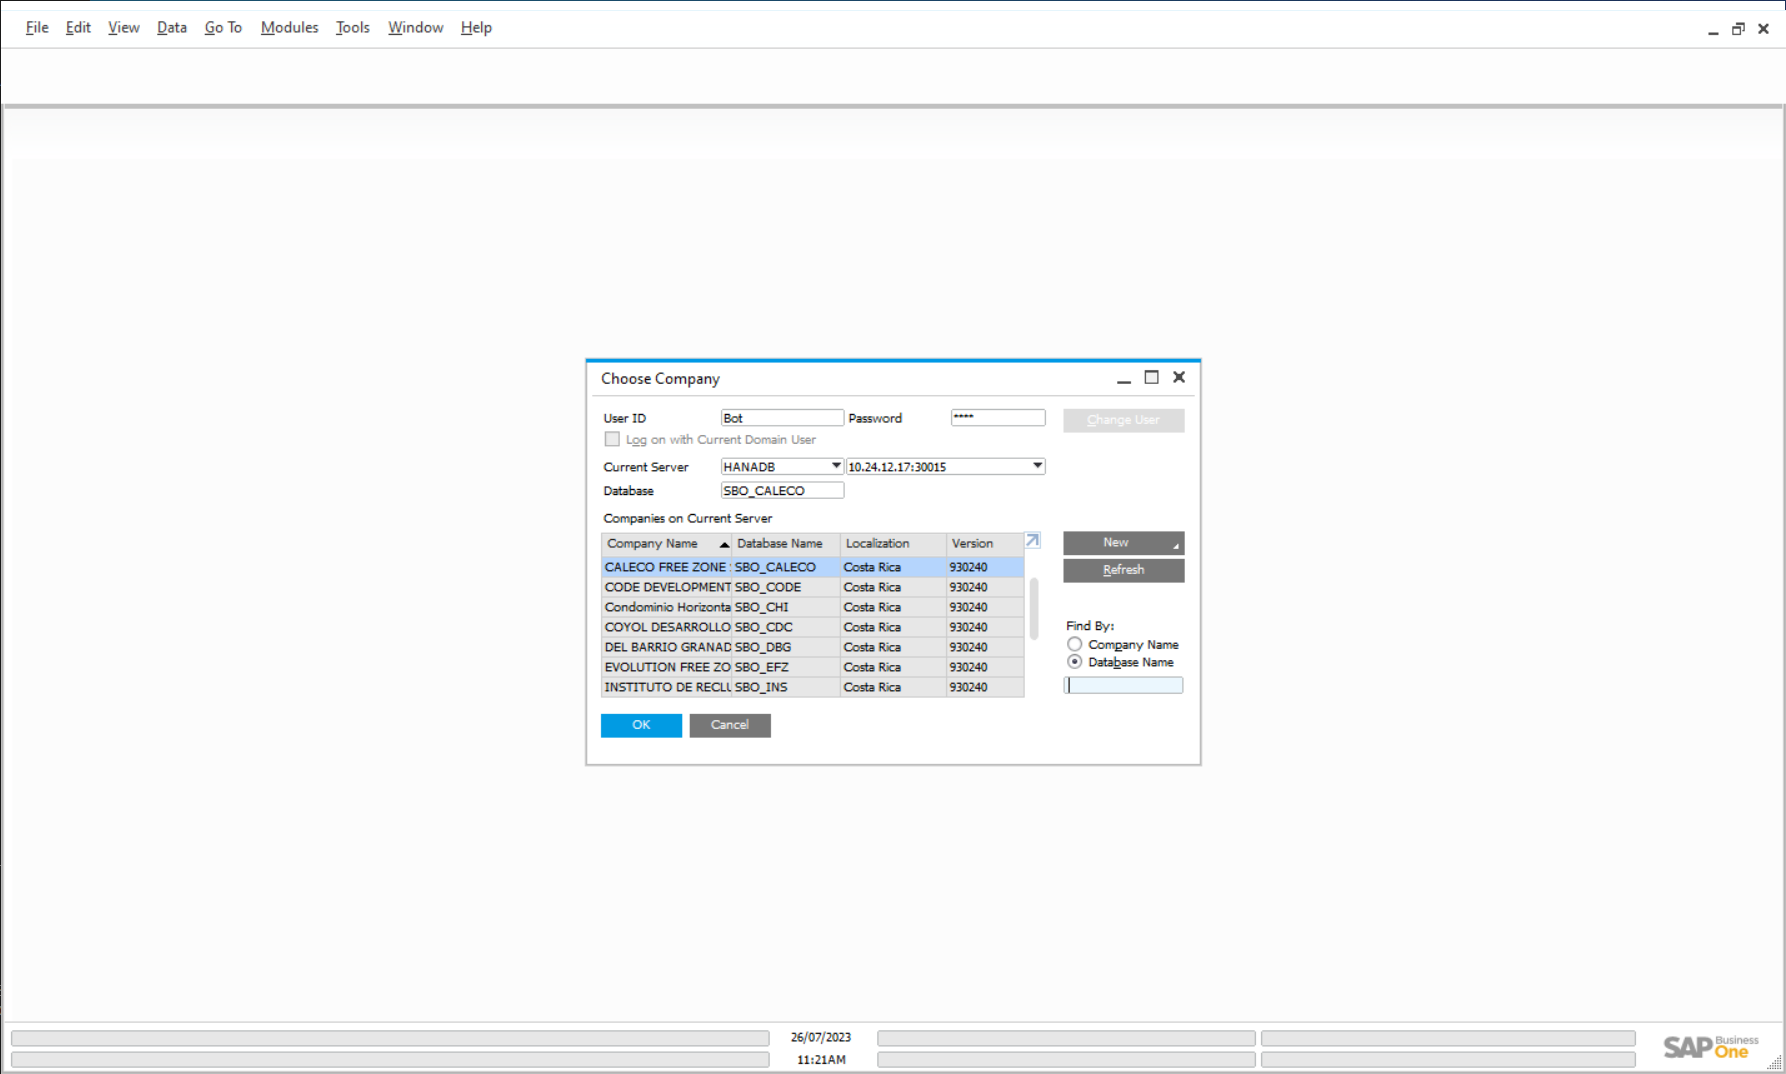 File Edit View Data Go To Modules Tools Window Help
Choose Company
User ID Bot Password **** Change User
Log on with Current Domain User
Current Server HANADB 10.24.12.17:30015
Database SBO_CALECO
Companies on Current Server
Company Name Database Name Localization Version
CALECO FREE ZONE SBO_CALECO Costa Rica 930240
CODE DEVELOPMENT SBO_CODE Costa Rica 930240
Condominio Horizonta SBO_CHI Costa Rica 930240
COYOL DESARROLLO SBO_CDC Costa Rica 930240
DEL BARRIO GRANAD SBO_DBG Costa Rica 930240
EVOLUTION FREE ZO SBO_EFZ Costa Rica 930240
INSTITUTO DE RECLU SBO_INS Costa Rica 930240
New
Refresh
Find By:
Company Name
Database Name
OK Cancel
26/07/2023
11:21AM
SAP Business One